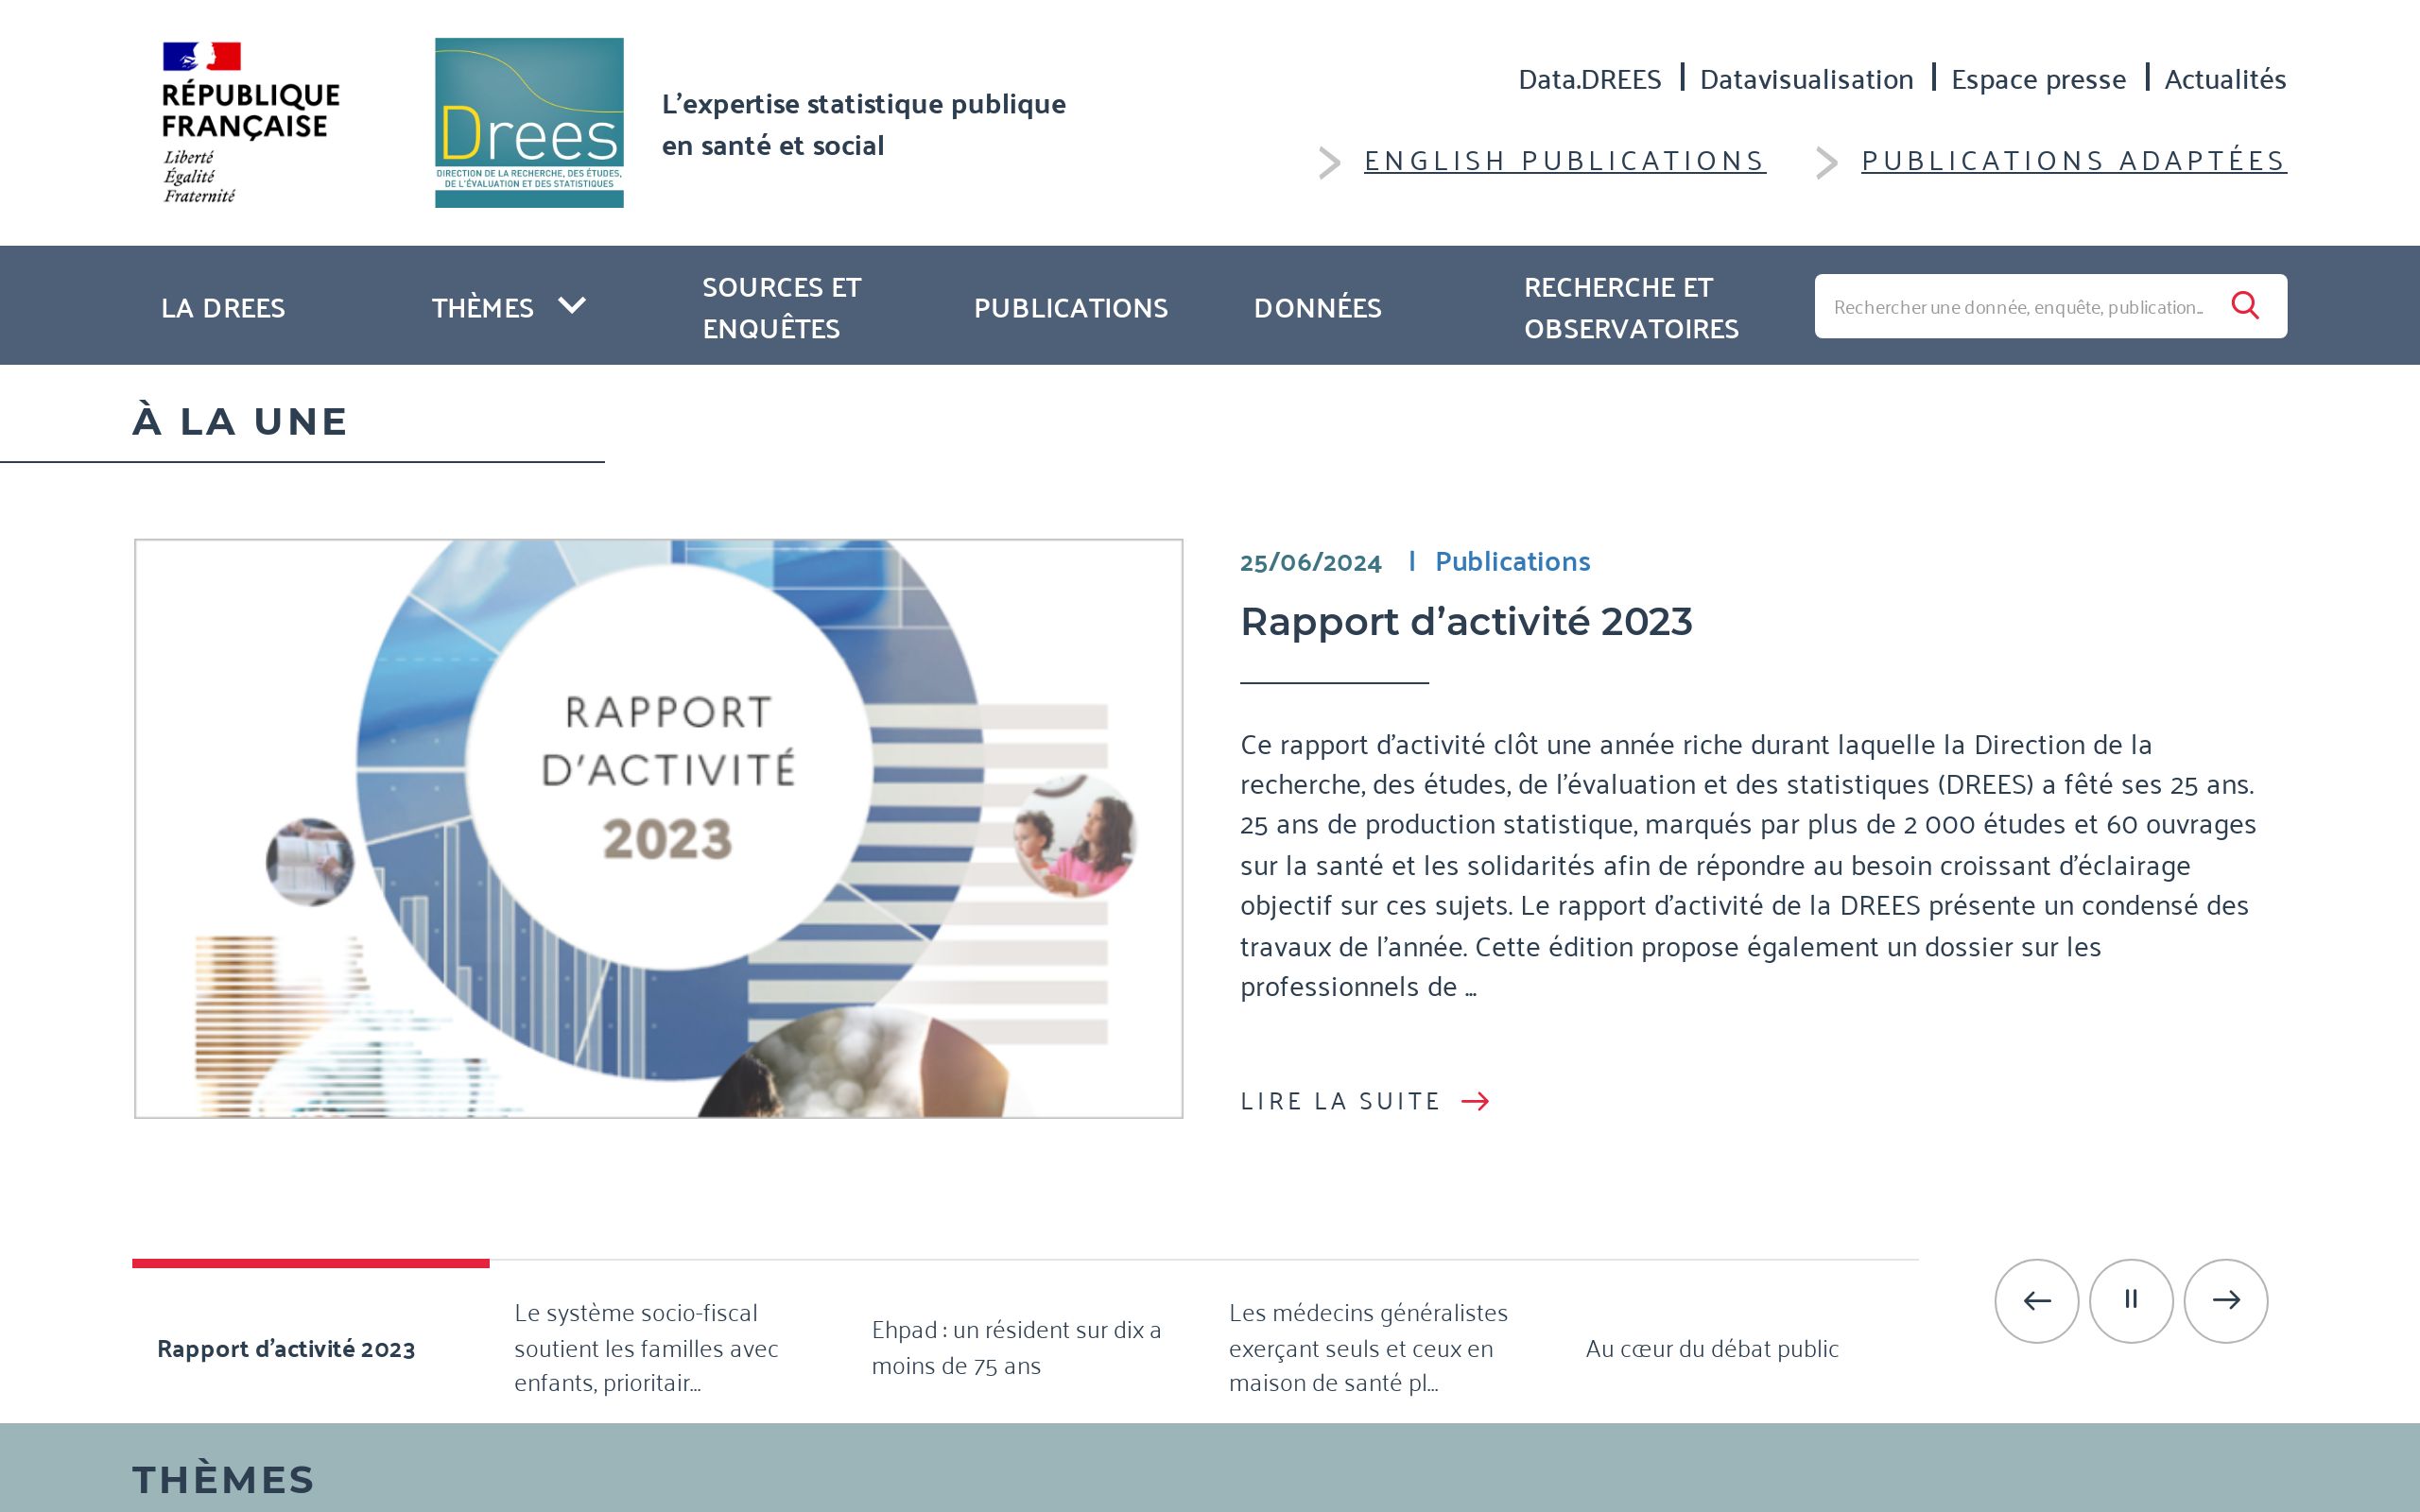 RÉPUBLIQUE
FRANÇAISE
Liberté
Égalité
Fraternité
Drees
DIRECTION DE LA RECHERCHE, DES ÉTUDES,
DE L'ÉVALUATION ET DES STATISTIQUES
L'expertise statistique publique
en santé et social
Data.DREES | Datavisualisation | Espace presse | Actualités
ENGLISH PUBLICATIONS
PUBLICATIONS ADAPTÉES
LA DREES
THÈMES
SOURCES ET
ENQUÊTES
PUBLICATIONS
DONNÉES
RECHERCHE ET
OBSERVATOIRES
Rechercher une donnée, enquête, publication...
À LA UNE
RAPPORT
D'ACTIVITÉ
2023
25/06/2024 | Publications
Rapport d'activité 2023
Ce rapport d'activité clôt une année riche durant laquelle la Direction de la
recherche, des études, de l'évaluation et des statistiques (DREES) a fêté ses 25 ans.
25 ans de production statistique, marqués par plus de 2 000 études et 60 ouvrages
sur la santé et les solidarités afin de répondre au besoin croissant d'éclairage
objectif sur ces sujets. Le rapport d'activité de la DREES présente un condensé des
travaux de l'année. Cette édition propose également un dossier sur les
professionnels de ...
LIRE LA SUITE
Rapport d'activité 2023
Le système socio-fiscal
soutient les familles avec
enfants, prioritair...
Ehpad : un résident sur dix a
moins de 75 ans
Les médecins généralistes
exerçant seuls et ceux en
maison de santé pl...
Au cœur du débat public
THÈMES